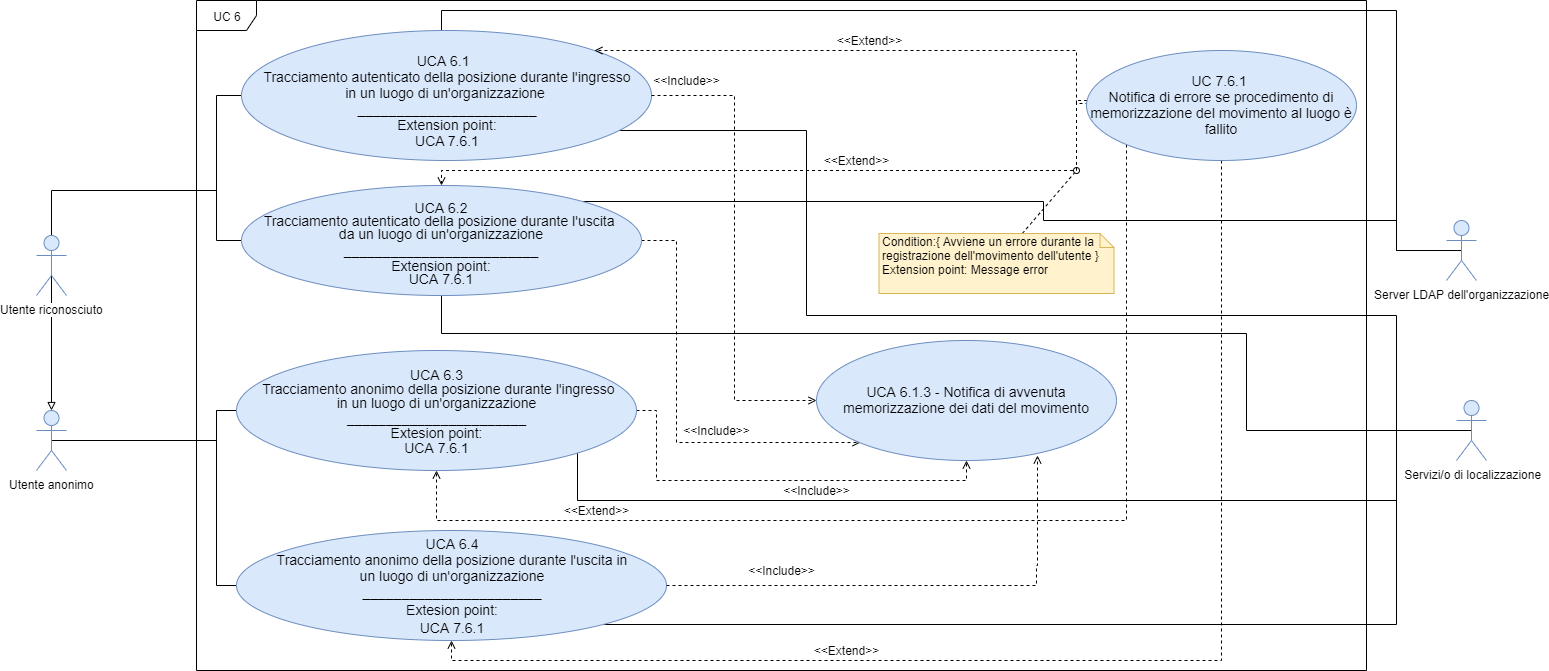 UC 6
<<Extend>>
UCA 6.1
Tracciamento autenticato della posizione durante l'ingresso
in un luogo di un'organizzazione
_______________________
Extension point:
UCA 7.6.1
<<Include>>
UC 7.6.1
Notifica di errore se procedimento di
memorizzazione del movimento al luogo è
fallito
<<Extend>>
UCA 6.2
Tracciamento autenticato della posizione durante l'uscita
da un luogo di un'organizzazione
_________________________
Extension point:
UCA 7.6.1
Condition:{ Avviene un errore durante la
registrazione dell'movimento dell'utente }
Extension point: Message error
Utente riconosciuto
Server LDAP dell'organizzazione
UCA 6.3
Tracciamento anonimo della posizione durante l'ingresso
in un luogo di un'organizzazione
_______________________
Extesion point:
UCA 7.6.1
UCA 6.1.3 - Notifica di avvenuta
memorizzazione dei dati del movimento
<<Include>>
Utente anonimo
Servizi/o di localizzazione
<<Include>>
<<Extend>>
UCA 6.4
Tracciamento anonimo della posizione durante l'uscita in
un luogo di un'organizzazione
_______________________
Extesion point:
UCA 7.6.1
<<Include>>
<<Extend>>